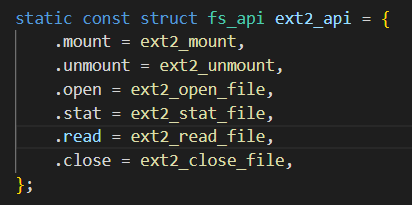 static const struct fs_api ext2_api = {
    .mount = ext2_mount,
    .unmount = ext2_unmount,
    .open = ext2_open_file,
    .stat = ext2_stat_file,
    .read = ext2_read_file,
    .close = ext2_close_file,
};